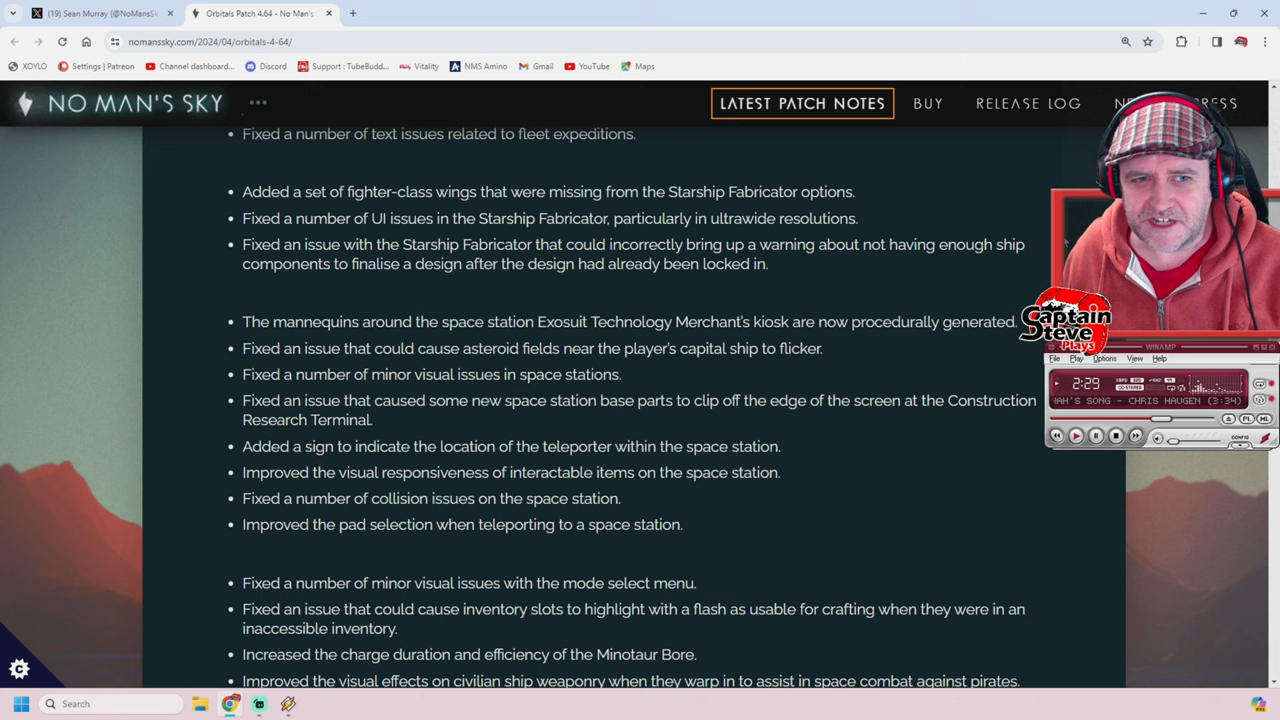 (19) Sean Murray (@NoMansSk
Orbitals Patch 4.64 - No Man's S
nomanssky.com/2024/04/orbitals-4-64/
XOYLO
Settings | Patreon
Channel dashboard...
Discord
Support : TubeBudd...
Vitality
NMS Amino
Gmail
YouTube
Maps
NO MAN'S SKY
LATEST PATCH NOTES
BUY
RELEASE LOG
Fixed a number of text issues related to fleet expeditions.
Added a set of fighter-class wings that were missing from the Starship Fabricator options.
Fixed a number of UI issues in the Starship Fabricator, particularly in ultrawide resolutions.
Fixed an issue with the Starship Fabricator that could incorrectly bring up a warning about not having enough ship
components to finalise a design after the design had already been locked in.
The mannequins around the space station Exosuit Technology Merchant's kiosk are now procedurally generated.
Fixed an issue that could cause asteroid fields near the player's capital ship to flicker.
Fixed a number of minor visual issues in space stations.
Fixed an issue that caused some new space station base parts to clip off the edge of the screen at the Construction
Research Terminal.
Added a sign to indicate the location of the teleporter within the space station.
Improved the visual responsiveness of interactable items on the space station.
Fixed a number of collision issues on the space station.
Improved the pad selection when teleporting to a space station.
Fixed a number of minor visual issues with the mode select menu.
Fixed an issue that could cause inventory slots to highlight with a flash as usable for crafting when they were in an
inaccessible inventory.
Increased the charge duration and efficiency of the Minotaur Bore.
Improved the visual effects on civilian ship weaponry when they warp in to assist in space combat against pirates.
Captain
Steve
Plays
WINAMP
File Play Options View Help
2:29
STEREO
AH'S SONG - CHRIS HAUGEN (3:34)
PL
ML
CONFIG
Search